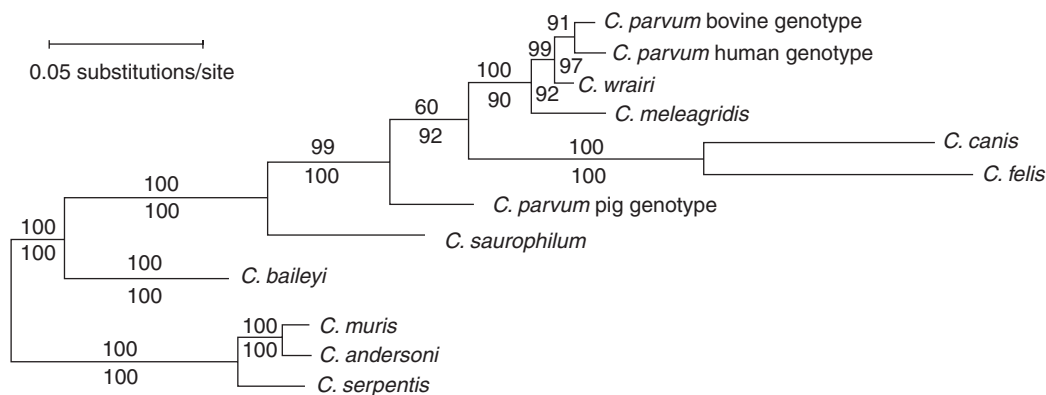 91
C. parvum bovine genotype
99
C. parvum human genotype
0.05 substitutions/site
100
97
C. wrairi
90
92
60
C. meleagridis
92
100
C. canis
99
100
100
C. felis
100
100
C. parvum pig genotype
100
C. saurophilum
100
100
100
C. baileyi
100
100
C. muris
100
100
C. andersoni
100
C. serpentis